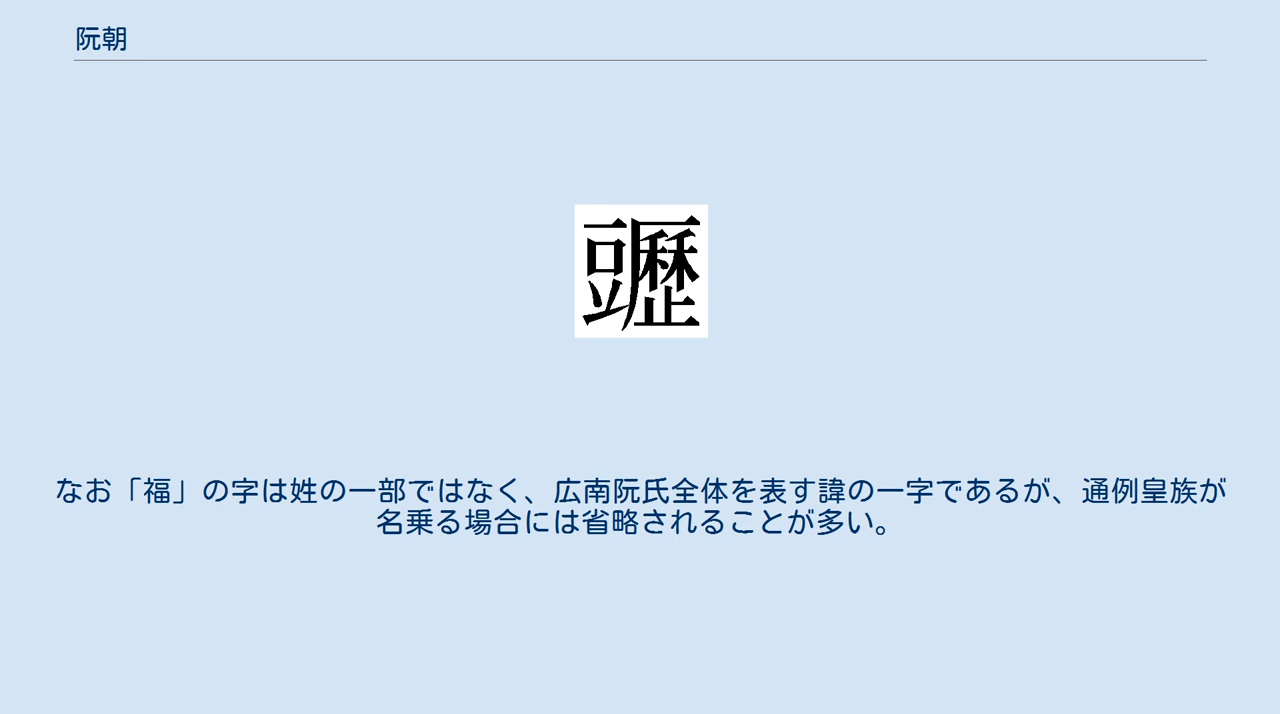 阮朝
𧰡
なお「福」の字は姓の一部ではなく、広南阮氏全体を表す諱の一字であるが、通例皇族が
名乗る場合には省略されることが多い。